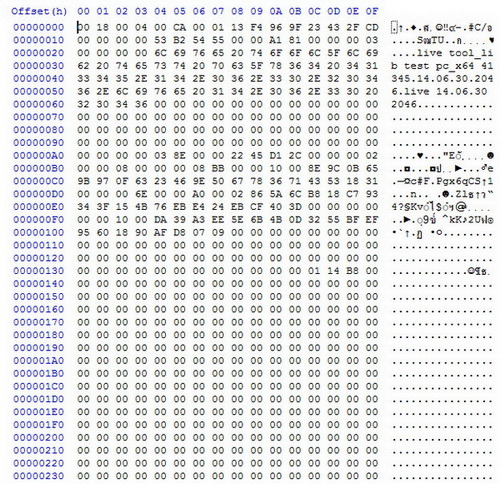 Offset(h) 00 01 02 03 04 05 06 07 08 09 0A 0B 0C 0D 0E 0F
00000000 00 18 00 04 00 CA 00 01 13 F4 96 9F 23 43 2F CD
00000010 00 00 00 00 53 B2 54 55 00 00 A1 81 00 00 00 03
00000020 00 00 00 00 6C 69 76 65 20 74 6F 6F 6C 5F 6C 69 ....live tool_li
00000030 62 20 74 65 73 74 20 70 63 5F 78 36 34 20 34 31 b test pc_x64 41
00000040 33 34 35 2E 31 34 2E 30 36 2E 33 30 2E 32 30 34 345.14.06.30.204
00000050 36 2E 6C 69 76 65 20 31 34 2E 30 36 2E 33 30 20 6.live 14.06.30
00000060 32 30 34 36 00 00 00 00 00 00 00 00 00 00 00 00 2046............
00000070 00 00 00 00 00 00 00 00 00 00 00 00 00 00 00 00 ................
00000080 00 00 00 00 00 00 00 00 00 00 00 00 00 00 00 00 ................
00000090 00 00 00 00 00 00 00 00 00 00 00 00 00 00 00 00 ................
000000A0 00 00 00 00 03 8E 00 00 22 45 D1 2C 00 00 00 02
000000B0 00 00 08 00 00 00 08 BB 00 00 10 00 8E 9C 0B 65
000000C0 9B 97 0F 63 23 46 9E 50 67 78 36 71 43 53 18 31
000000D0 00 00 00 6E 00 00 A0 00 02 86 5A 6C B8 18 C7 93
000000E0 34 3F 15 4B 76 EB E4 24 EB CF 40 3D 00 00 00 00
000000F0 00 00 10 00 DA 39 A3 EE 5E 6B 4B 0D 32 55 BF EF
00000100 95 60 18 90 AF D8 07 09 00 00 00 00 00 00 00 00
00000110 00 00 00 00 00 00 00 00 00 00 00 00 00 00 00 00 ................
00000120 00 00 00 00 00 00 00 00 00 00 00 00 00 00 00 00 ................
00000130 00 00 00 00 00 00 00 00 00 00 00 00 01 14 B8 00
00000140 00 00 00 00 00 00 00 00 00 00 00 00 00 00 00 00 ................
00000150 00 00 00 00 00 00 00 00 00 00 00 00 00 00 00 00 ................
00000160 00 00 00 00 00 00 00 00 00 00 00 00 00 00 00 00 ................
00000170 00 00 00 00 00 00 00 00 00 00 00 00 00 00 00 00 ................
00000180 00 00 00 00 00 00 00 00 00 00 00 00 00 00 00 00 ................
00000190 00 00 00 00 00 00 00 00 00 00 00 00 00 00 00 00 ................
000001A0 00 00 00 00 00 00 00 00 00 00 00 00 00 00 00 00 ................
000001B0 00 00 00 00 00 00 00 00 00 00 00 00 00 00 00 00 ................
000001C0 00 00 00 00 00 00 00 00 00 00 00 00 00 00 00 00 ................
000001D0 00 00 00 00 00 00 00 00 00 00 00 00 00 00 00 00 ................
000001E0 00 00 00 00 00 00 00 00 00 00 00 00 00 00 00 00 ................
000001F0 00 00 00 00 00 00 00 00 00 00 00 00 00 00 00 00 ................
00000200 00 00 00 00 00 00 00 00 00 00 00 00 00 00 00 00 ................
00000210 00 00 00 00 00 00 00 00 00 00 00 00 00 00 00 00 ................
00000220 00 00 00 00 00 00 00 00 00 00 00 00 00 00 00 00 ................
00000230 00 00 00 00 00 00 00 00 00 00 00 00 00 00 00 00 ................